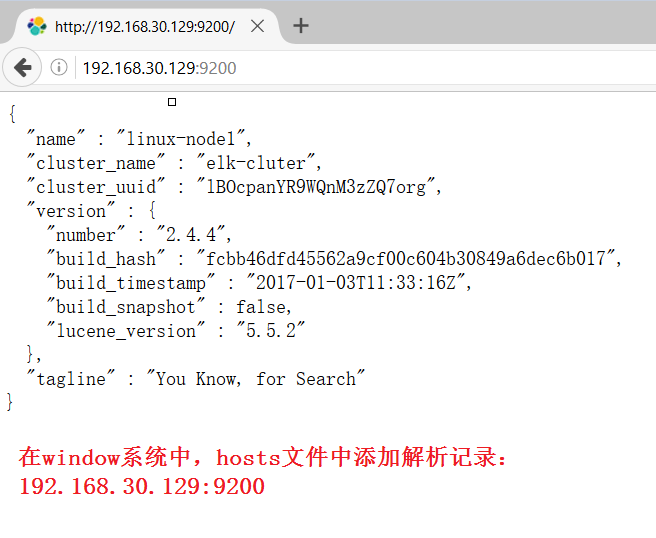 http://192.168.30.129:9200/
192.168.30.129:9200
{
"name" : "linux-node1",
"cluster_name" : "elk-cluter",
"cluster_uuid" : "lBOcpanYR9WQnM3zZQ7org",
"version" : {
"number" : "2.4.4",
"build_hash" : "fcbb46dfd45562a9cf00c604b30849a6dec6b017",
"build_timestamp" : "2017-01-03T11:33:16Z",
"build_snapshot" : false,
"lucene_version" : "5.5.2"
},
"tagline" : "You Know, for Search"
}
在window系统中，hosts文件中添加解析记录：
192.168.30.129:9200